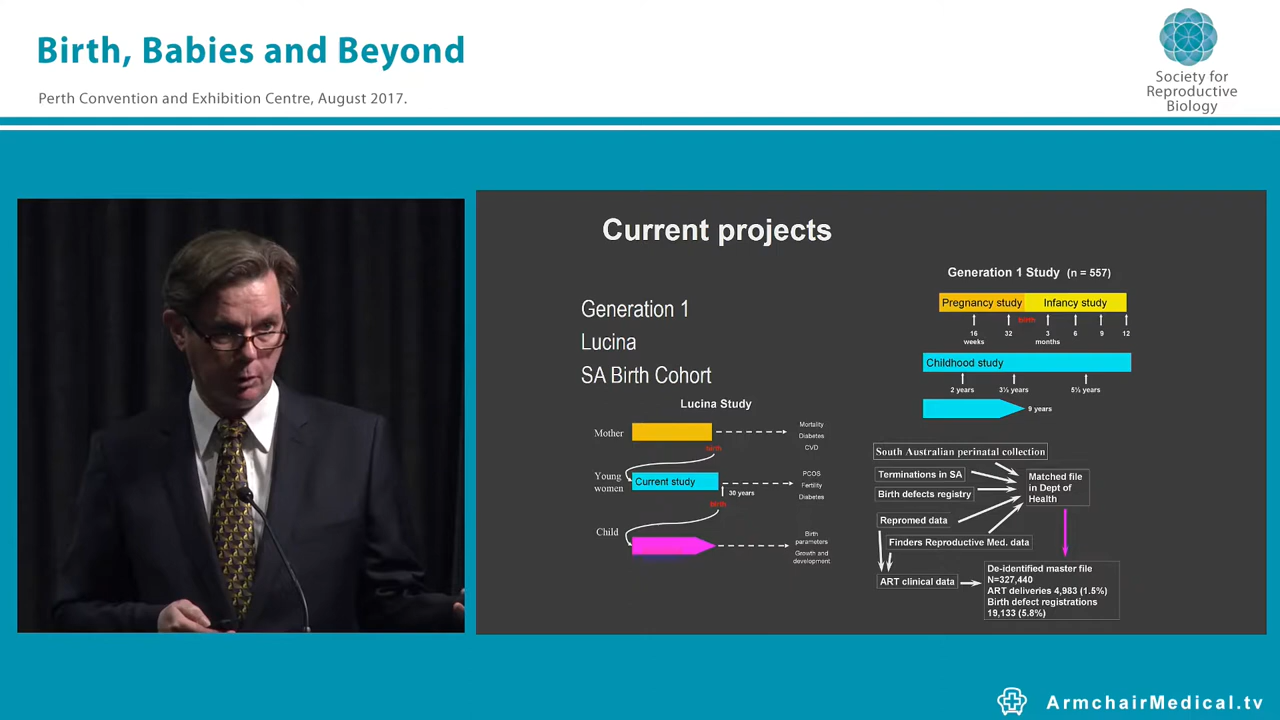 Birth, Babies and Beyond
Perth Convention and Exhibition Centre, August 2017.
Society for
Reproductive
Biology
Current projects
Generation 1
Lucina
SA Birth Cohort
Lucina Study
Mother
birth
Mortality
Diabetes
CVD
Young
women
Current study
30 years
birth
PCOS
Fertility
Diabetes
Child
Birth
parameters
Growth and
development
Generation 1 Study (n = 557)
Pregnancy study
Infancy study
16
weeks
32
birth
3
months
6
9
12
Childhood study
2 years
3½ years
5½ years
9 years
South Australian perinatal collection
Terminations in SA
Birth defects registry
Repromed data
Finders Reproductive Med. data
ART clinical data
Matched file
in Dept of
Health
De-identified master file
N=327,440
ART deliveries 4,983 (1.5%)
Birth defect registrations
19,133 (5.8%)
ArmchairMedical.tv